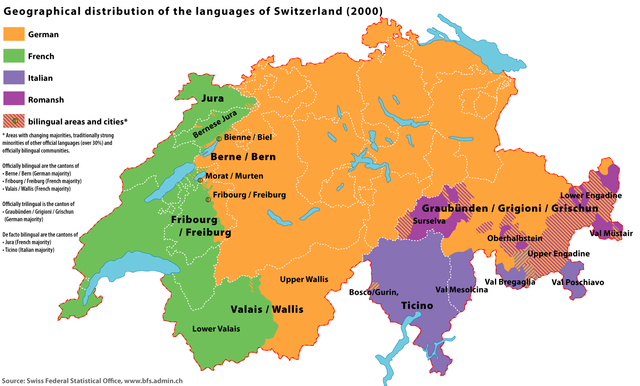 Geographical distribution of the languages of Switzerland (2000)
German
French
Italian
Romansh
bilingual areas and cities*
* Areas with changing majorities, traditionally strong
minorities of other official languages (over 30%) and
officially bilingual communities.
Officially bilingual are the cantons of
• Berne / Bern (German majority)
• Fribourg / Freiburg (French majority)
• Valais / Wallis (French majority)
Officially trilingual is the canton of
• Graubünden / Grigioni / Grischun
(German majority)
De facto bilingual are the cantons of
• Jura (French majority)
• Ticino (Italian majority)
Jura
Bernese Jura
Bienne / Biel
Berne / Bern
Morat / Murten
Fribourg / Freiburg
Fribourg
/ Freiburg
Lower Engadine
Graubünden / Grigioni / Grischun
Surselva
Val Müstair
Oberhalbstein
Upper Engadine
Upper Wallis
Val Bregaglia
Val Poschiavo
Bosco/Gurin,
Val Mesolcina
Ticino
Valais / Wallis
Lower Valais
Source: Swiss Federal Statistical Office, www.bfs.admin.ch